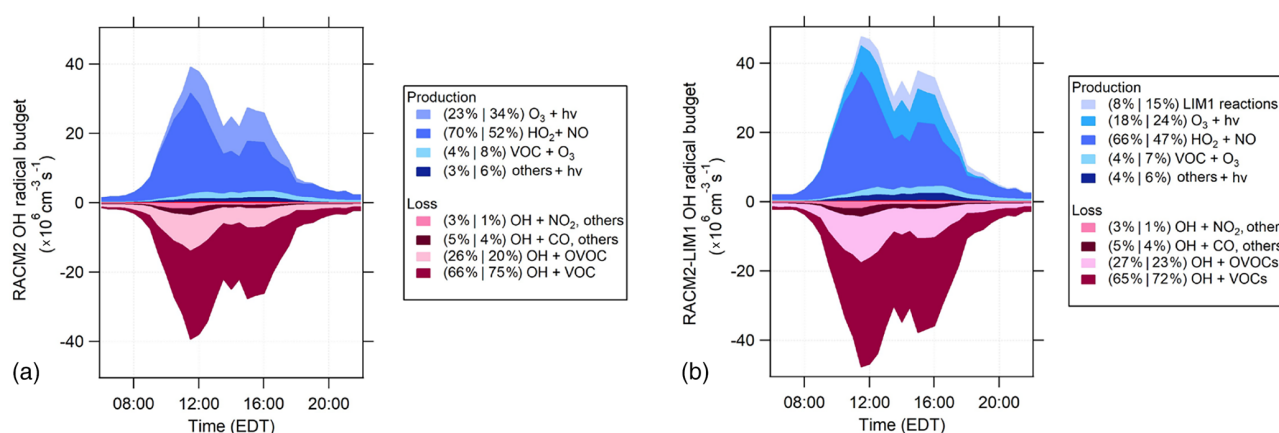 RACM2 OH radical budget
(×10⁶ cm⁻³ s⁻¹)
40
20
0
-20
-40
08:00 12:00 16:00 20:00
Time (EDT)
(a)
Production
(23% | 34%) O₃ + hv
(70% | 52%) HO₂+ NO
(4% | 8%) VOC + O₃
(3% | 6%) others + hv
Loss
(3% | 1%) OH + NO₂, others
(5% | 4%) OH + CO, others
(26% | 20%) OH + OVOC
(66% | 75%) OH + VOC
RACM2-LIM1 OH radical budget
(×10⁶ cm⁻³ s⁻¹)
40
20
0
-20
-40
08:00 12:00 16:00 20:00
Time (EDT)
(b)
Production
(8% | 15%) LIM1 reactions
(18% | 24%) O₃ + hv
(66% | 47%) HO₂ + NO
(4% | 7%) VOC + O₃
(4% | 6%) others + hv
Loss
(3% | 1%) OH + NO₂, other
(5% | 4%) OH + CO, others
(27% | 23%) OH + OVOCs
(65% | 72%) OH + VOCs